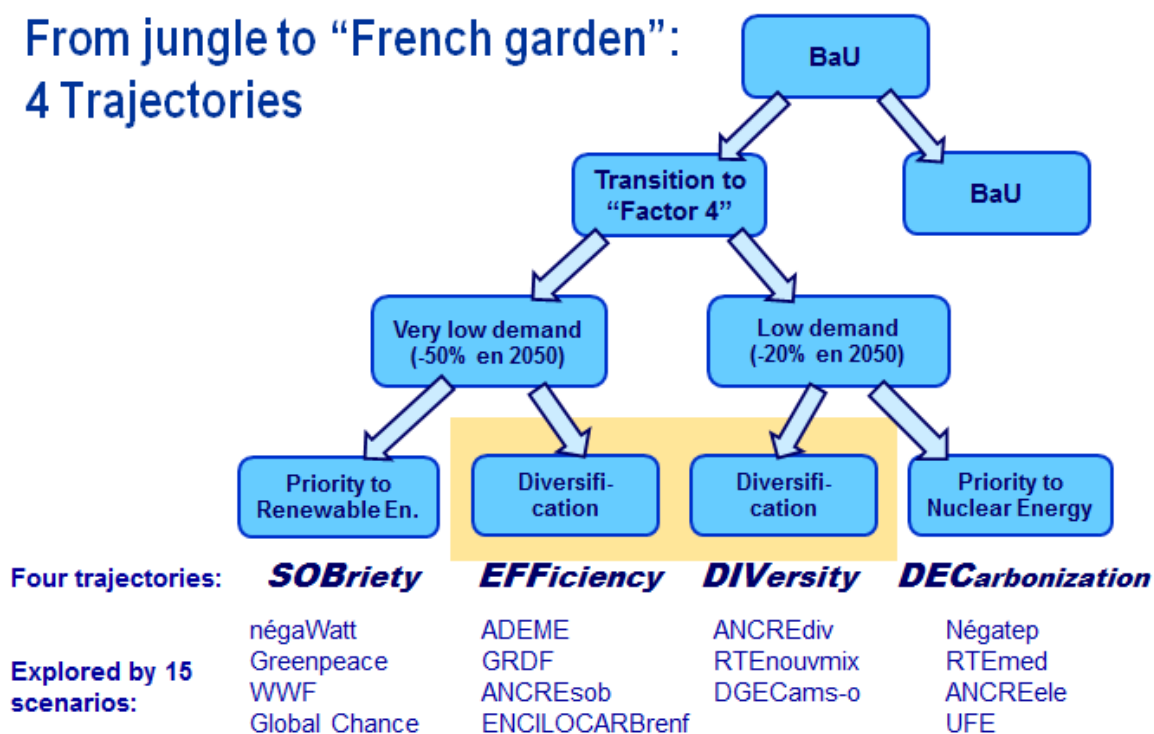 From jungle to “French garden”:
4 Trajectories
BaU
Transition to
“Factor 4”
BaU
Very low demand
(-50% en 2050)
Low demand
(-20% en 2050)
Priority to
Renewable En.
Diversifi-
cation
Diversifi-
cation
Priority to
Nuclear Energy
Four trajectories:
SOBriety
EFFiciency
DIVersity
DECarbonization
Explored by 15
scenarios:
négaWatt
Greenpeace
WWF
Global Chance
ADEME
GRDF
ANCREsob
ENCILOCARBrenf
ANCREdiv
RTEnouvmix
DGECams-o
Négatep
RTEmed
ANCREele
UFE